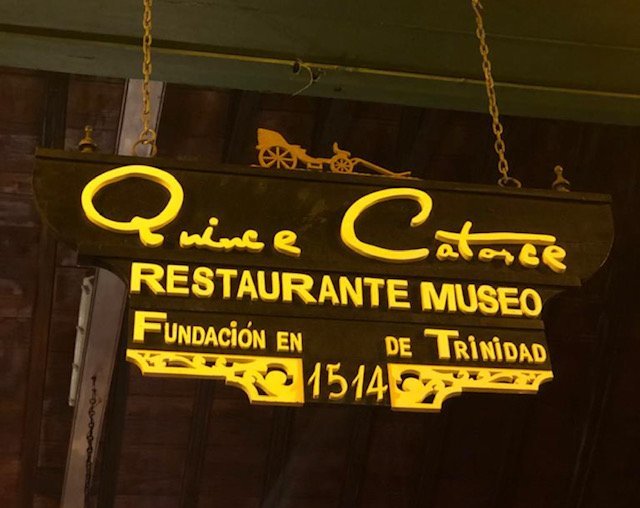 Quince Catorce
RESTAURANTE MUSEO
FUNDACIÓN EN 1514 DE TRINIDAD